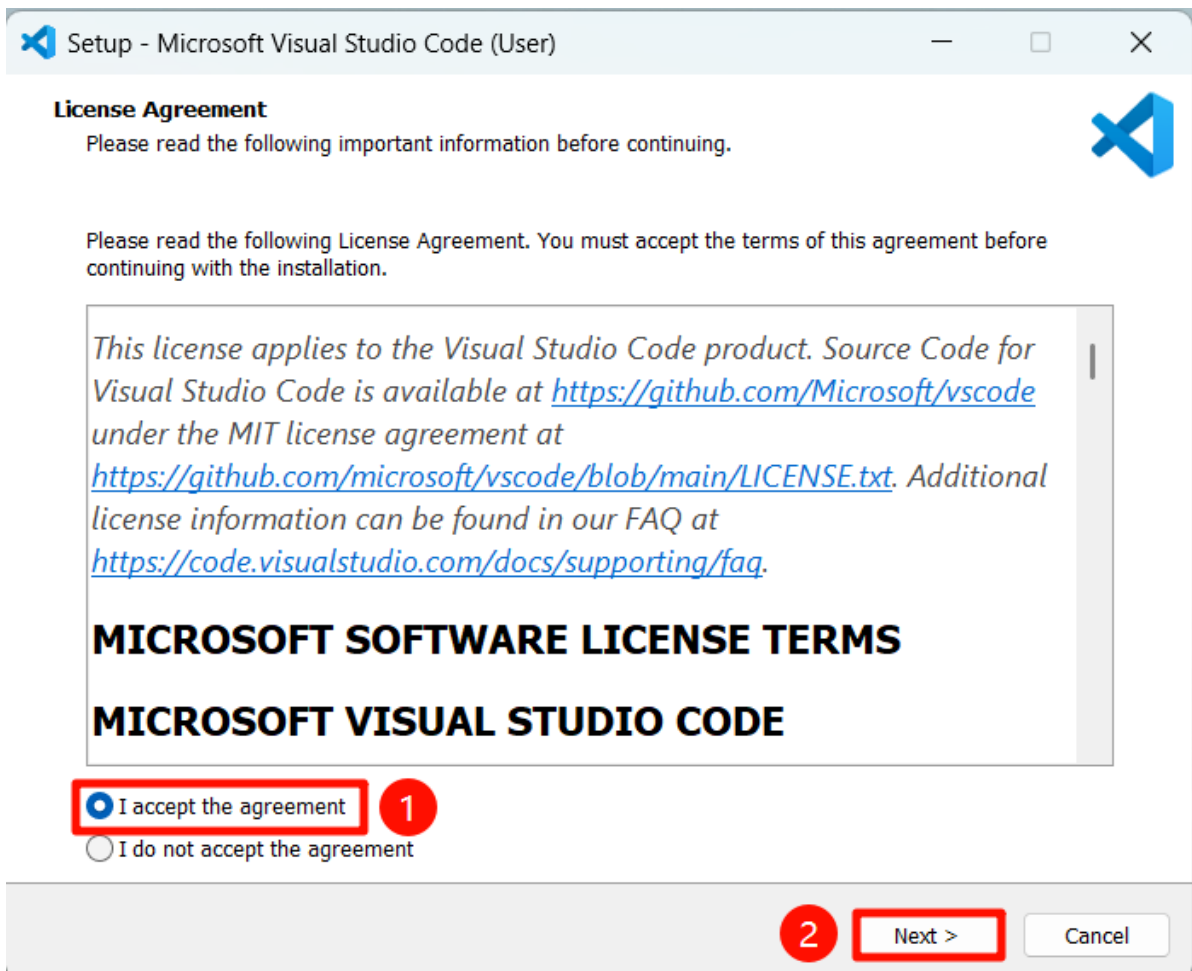 Setup - Microsoft Visual Studio Code (User)
License Agreement
Please read the following important information before continuing.
Please read the following License Agreement. You must accept the terms of this agreement before
continuing with the installation.
This license applies to the Visual Studio Code product. Source Code for
Visual Studio Code is available at https://github.com/Microsoft/vscode
under the MIT license agreement at
https://github.com/microsoft/vscode/blob/main/LICENSE.txt. Additional
license information can be found in our FAQ at
https://code.visualstudio.com/docs/supporting/faq.
MICROSOFT SOFTWARE LICENSE TERMS
MICROSOFT VISUAL STUDIO CODE
I accept the agreement 1
I do not accept the agreement
2 Next > Cancel